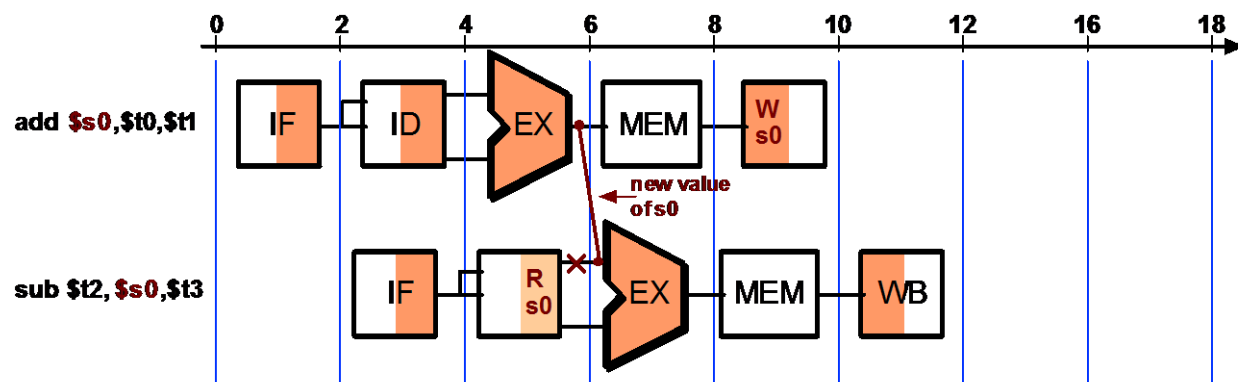 0 2 4 6 8 10 12 14 16 18
add $s0,$t0,$t1
IF ID EX MEM W
s0
new value
of s0
sub $t2, $s0,$t3
IF R
s0 EX MEM WB